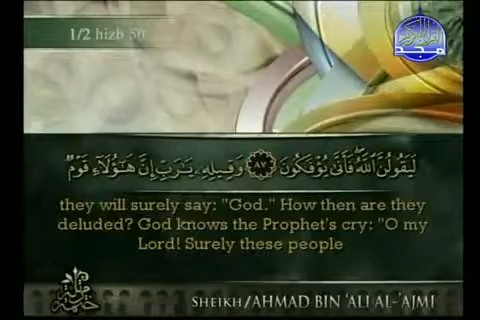 1/2 hizb 50
مجد
لَيَقُولُنَّ ٱللَّهُ ۖ فَأَنَّىٰ يُؤْفَكُونَ ﴿٨٧﴾ وَقِيلِهِۦ يَٰرَبِّ إِنَّ هَٰٓؤُلَآءِ قَوْمٌ
they will surely say: "God." How then are they
deluded? God knows the Prophet's cry: "O my
Lord! Surely these people
SHEIKH/AHMAD BIN 'ALI AL-'AJMI